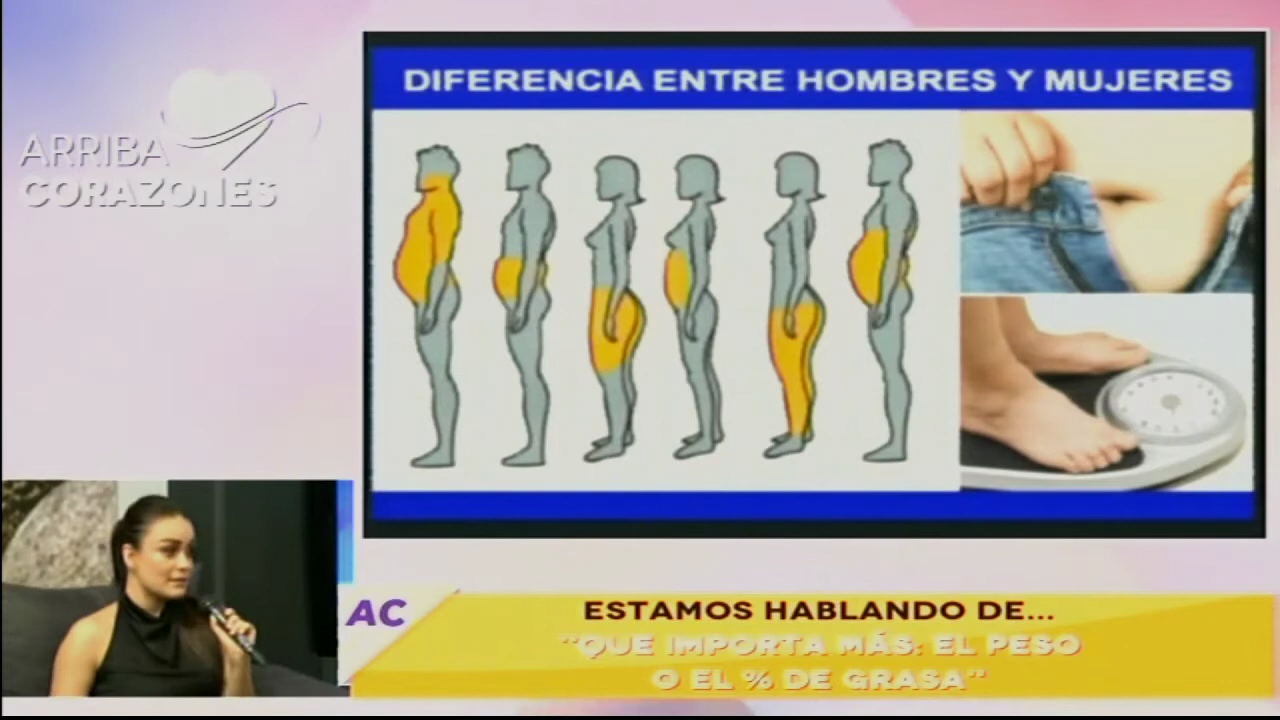 ARRIBA
CORAZONES
DIFERENCIA ENTRE HOMBRES Y MUJERES
AC
ESTAMOS HABLANDO DE...
"QUE IMPORTA MÁS: EL PESO
O EL % DE GRASA"